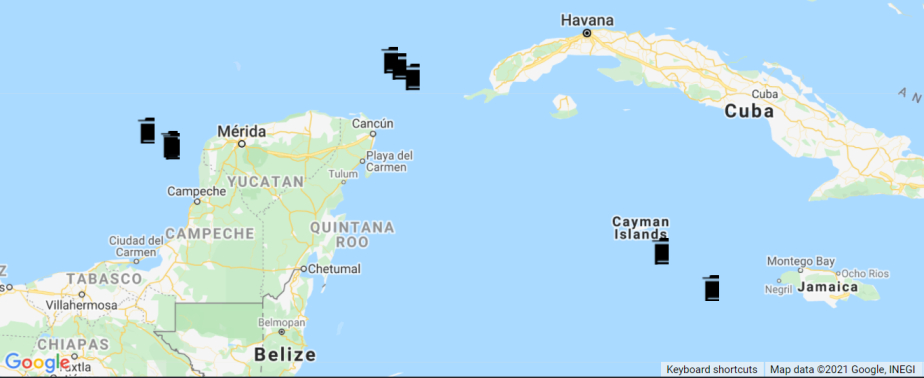 Havana
Cuba
Cuba
A N
Mérida
Cancún
Playa del
Carmen
Tulum
YUCATAN
Campeche
CAMPECHE
QUINTANA
ROO
Cayman
Islands
Ciudad del
Carmen
Chetumal
Montego Bay
Ocho Rios
Negril
Jamaica
Z
TABASCO
Villahermosa
Belmopan
Belize
CHIAPAS
Google
Keyboard shortcuts
Map data ©2021 Google, INEGI